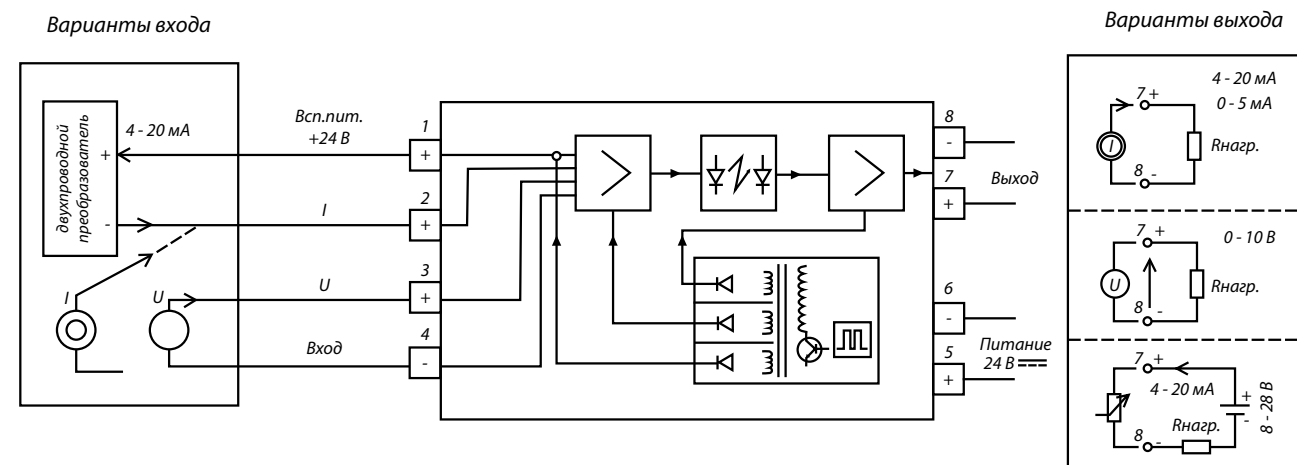 Варианты входа
Варианты выхода
двухпроводной
преобразователь
+
-
4 - 20 мА
Всп.пит.
+24 В
1
+
I
2
+
U
3
+
Вход
4
-
I
U
8
-
7
+
Выход
6
-
Питание
24 В
5
+
4 - 20 мА
0 - 5 мА
7 +
I
Rнагр.
8 -
0 - 10 В
7 +
U
Rнагр.
8 -
7 +
4 - 20 мА
+
-
8 - 28 В
Rнагр.
8 -